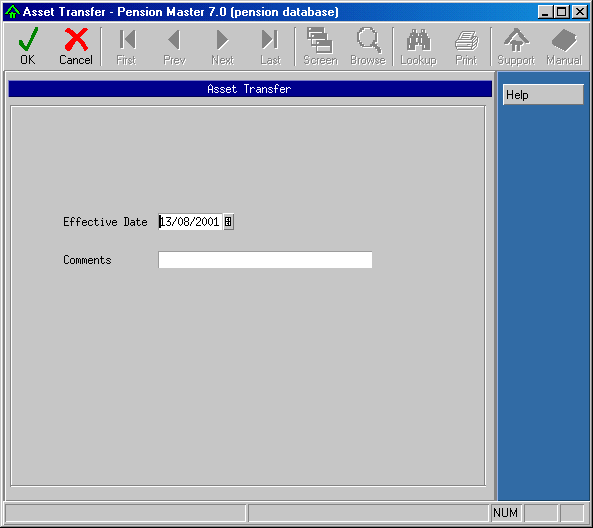 Asset Transfer - Pension Master 7.0 (pension database)
OK Cancel First Prev Next Last Screen Browse Lookup Print Support Manual
Asset Transfer
Help
Effective Date 13/08/2001
Comments
NUM